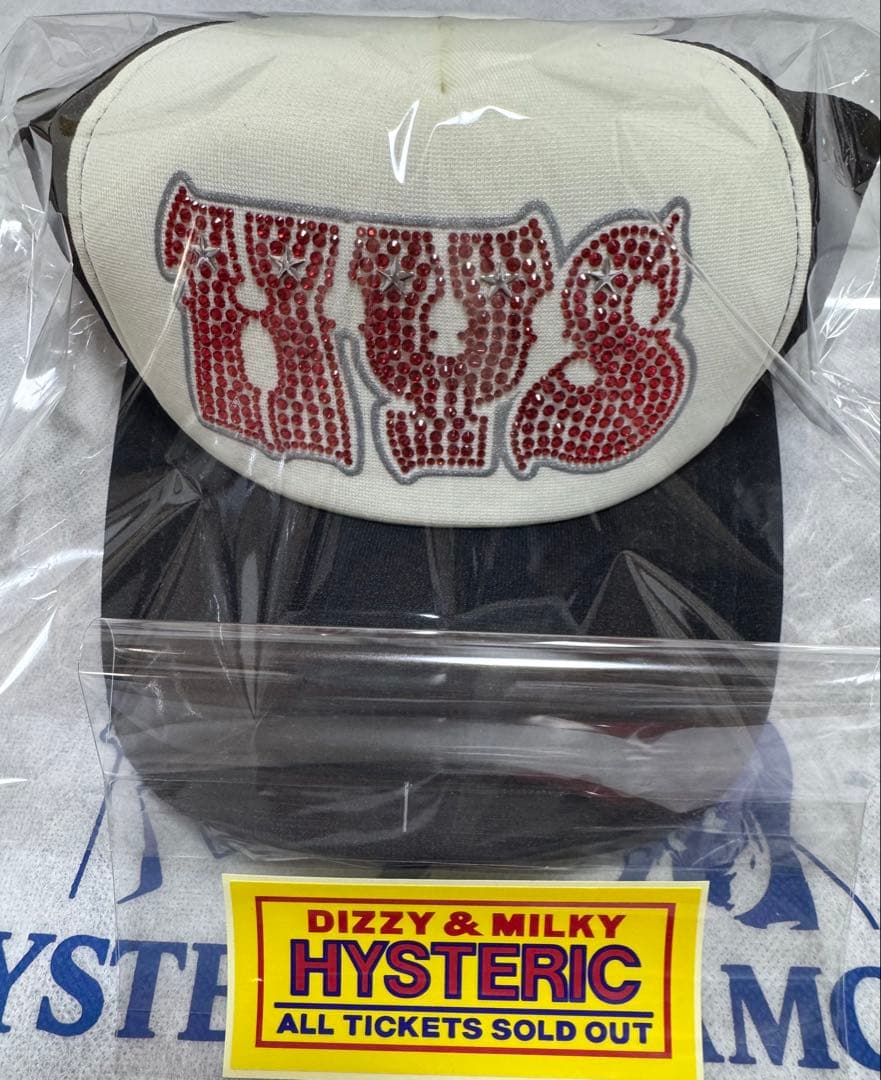 HYS
DIZZY & MILKY
HYSTERIC
ALL TICKETS SOLD OUT
YSTE AMO